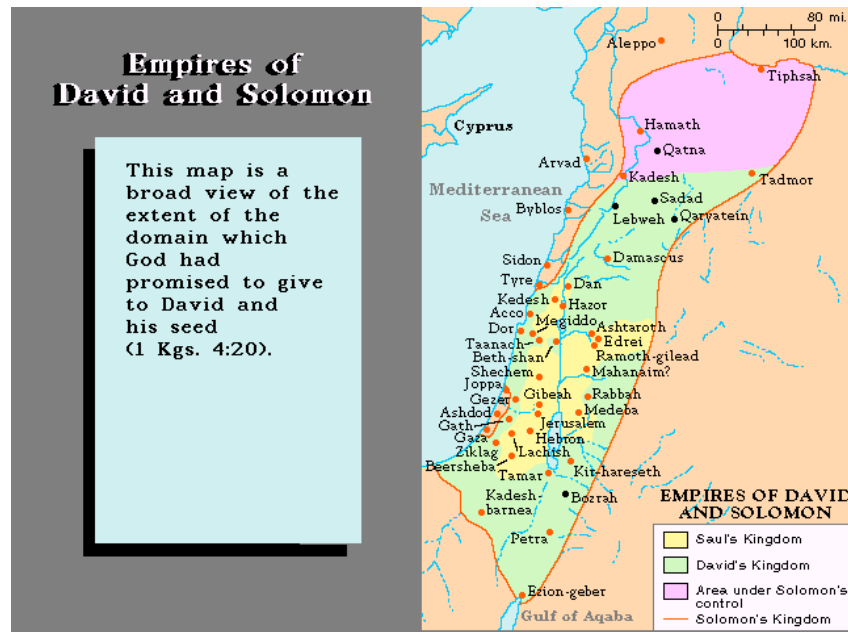 Empires of
David and Solomon
This map is a
broad view of the
extent of the
domain which
God had
promised to give
to David and
his seed
(1 Kgs. 4:20).
0 80 mi.
0 100 km.
Aleppo
Tiphsah
Cyprus
Hamath
Qatna
Arvad
Kadesh
Tadmor
Mediterranean
Sea
Byblos
Sadad
Lebweh
Qaryatein
Sidon
Damascus
Tyre
Dan
Kedesh
Hazor
Acco
Megiddo
Dor
Ashtaroth
Taanach
Edrei
Beth-shan
Ramoth-gilead
Shechem
Mahanaim?
Joppa
Gezer
Gibeah
Rabbah
Ashdod
Medeba
Gath
Jerusalem
Gaza
Hebron
Ziklag
Lachish
Beersheba
Tamar
Kir-hareseth
Kadesh-
barnea
Bozrah
Petra
Ezion-geber
Gulf of Aqaba
EMPIRES OF DAVID
AND SOLOMON
Saul's Kingdom
David's Kingdom
Area under Solomon's
control
Solomon's Kingdom